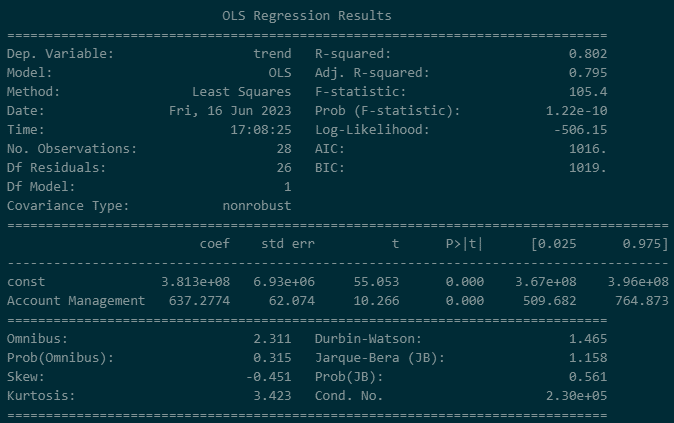 OLS Regression Results
==============================================================================
Dep. Variable: trend R-squared: 0.802
Model: OLS Adj. R-squared: 0.795
Method: Least Squares F-statistic: 105.4
Date: Fri, 16 Jun 2023 Prob (F-statistic): 1.22e-10
Time: 17:08:25 Log-Likelihood: -506.15
No. Observations: 28 AIC: 1016.
Df Residuals: 26 BIC: 1019.
Df Model: 1
Covariance Type: nonrobust
======================================================================================
coef std err t P>|t| [0.025 0.975]
--------------------------------------------------------------------------------------
const 3.813e+08 6.93e+06 55.053 0.000 3.67e+08 3.96e+08
Account Management 637.2774 62.074 10.266 0.000 509.682 764.873
==============================================================================
Omnibus: 2.311 Durbin-Watson: 1.465
Prob(Omnibus): 0.315 Jarque-Bera (JB): 1.158
Skew: -0.451 Prob(JB): 0.561
Kurtosis: 3.423 Cond. No. 2.30e+05
==============================================================================